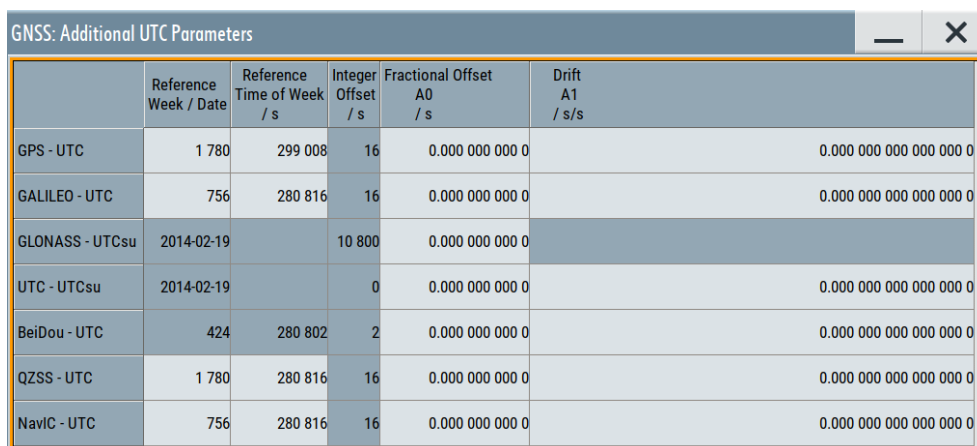 GNSS: Additional UTC Parameters
Reference Week / Date Reference Time of Week / s Integer Offset / s Fractional Offset A0 / s Drift A1 / s/s
GPS - UTC 1 780 299 008 16 0.000 000 000 0 0.000 000 000 000 000 0
GALILEO - UTC 756 280 816 16 0.000 000 000 0 0.000 000 000 000 000 0
GLONASS - UTCsu 2014-02-19 10 800 0.000 000 000 0
UTC - UTCsu 2014-02-19 0 0.000 000 000 0 0.000 000 000 000 000 0
BeiDou - UTC 424 280 802 2 0.000 000 000 0 0.000 000 000 000 000 0
QZSS - UTC 1 780 280 816 16 0.000 000 000 0 0.000 000 000 000 000 0
NavIC - UTC 756 280 816 16 0.000 000 000 0 0.000 000 000 000 000 0